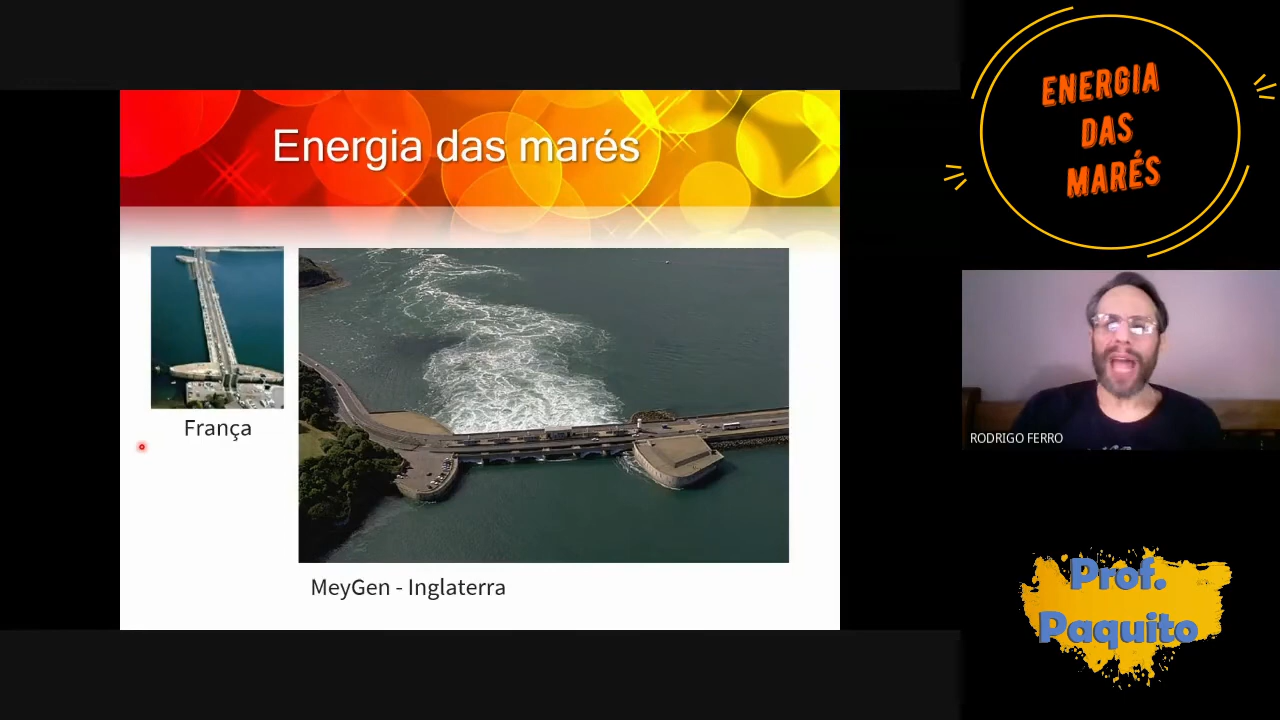 Energia das marés
França
MeyGen - Inglaterra
ENERGIA
DAS
MARÉS
RODRIGO FERRO
Prof.
Paquito